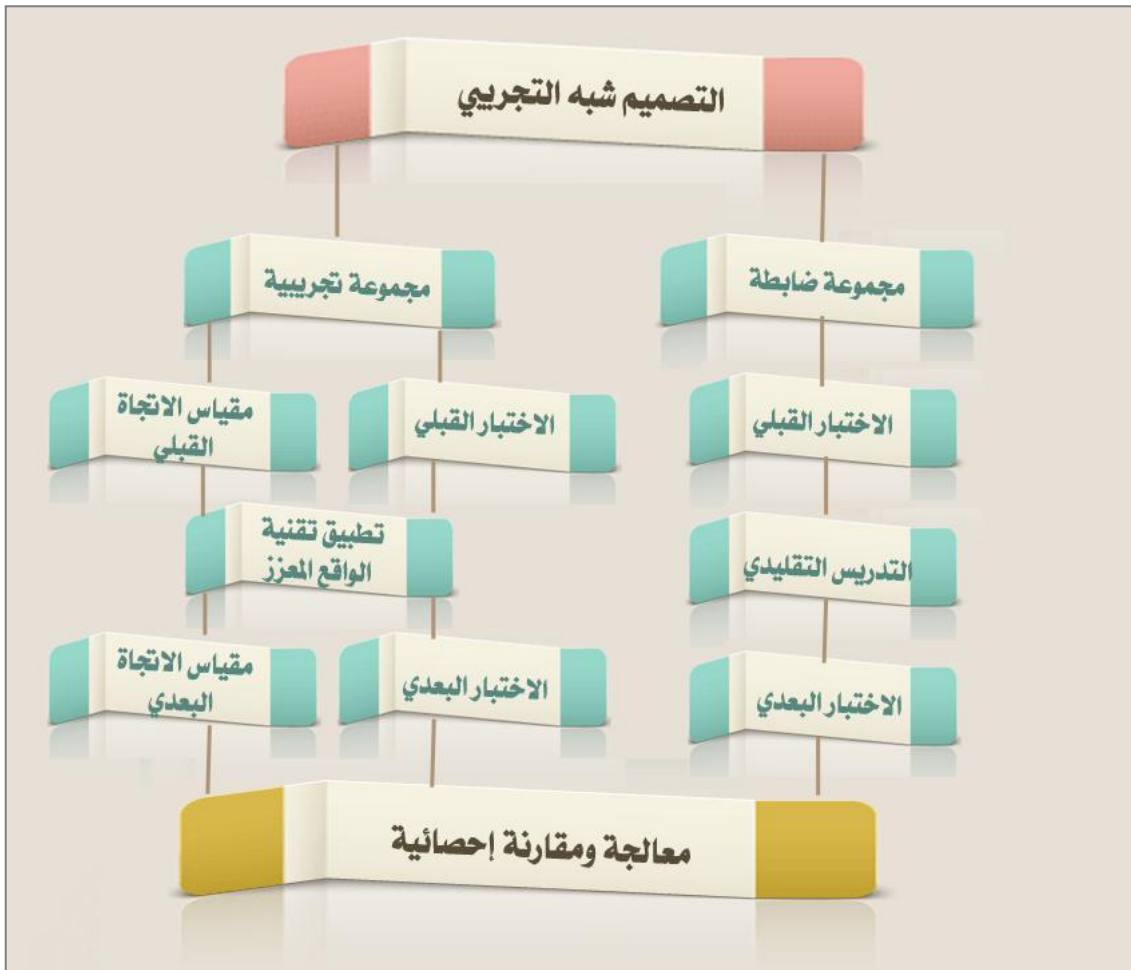 التصميم شبه التجريبي
مجموعة ضابطة
مجموعة تجريبية
الاختبار القبلي
الاختبار القبلي
مقياس الاتجاة
القبلي
التدريس التقليدي
تطبيق تقنية
الواقع المعزز
الاختبار البعدي
الاختبار البعدي
مقياس الاتجاة
البعدي
معالجة ومقارنة إحصائية